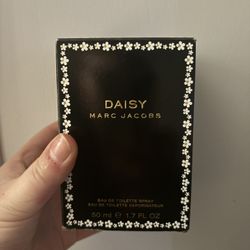 DAISY
MARC JACOBS
EAU DE TOILETTE SPRAY
EAU DE TOILETTE VAPORISATEUR
50 ml ℮ 1.7 FL OZ